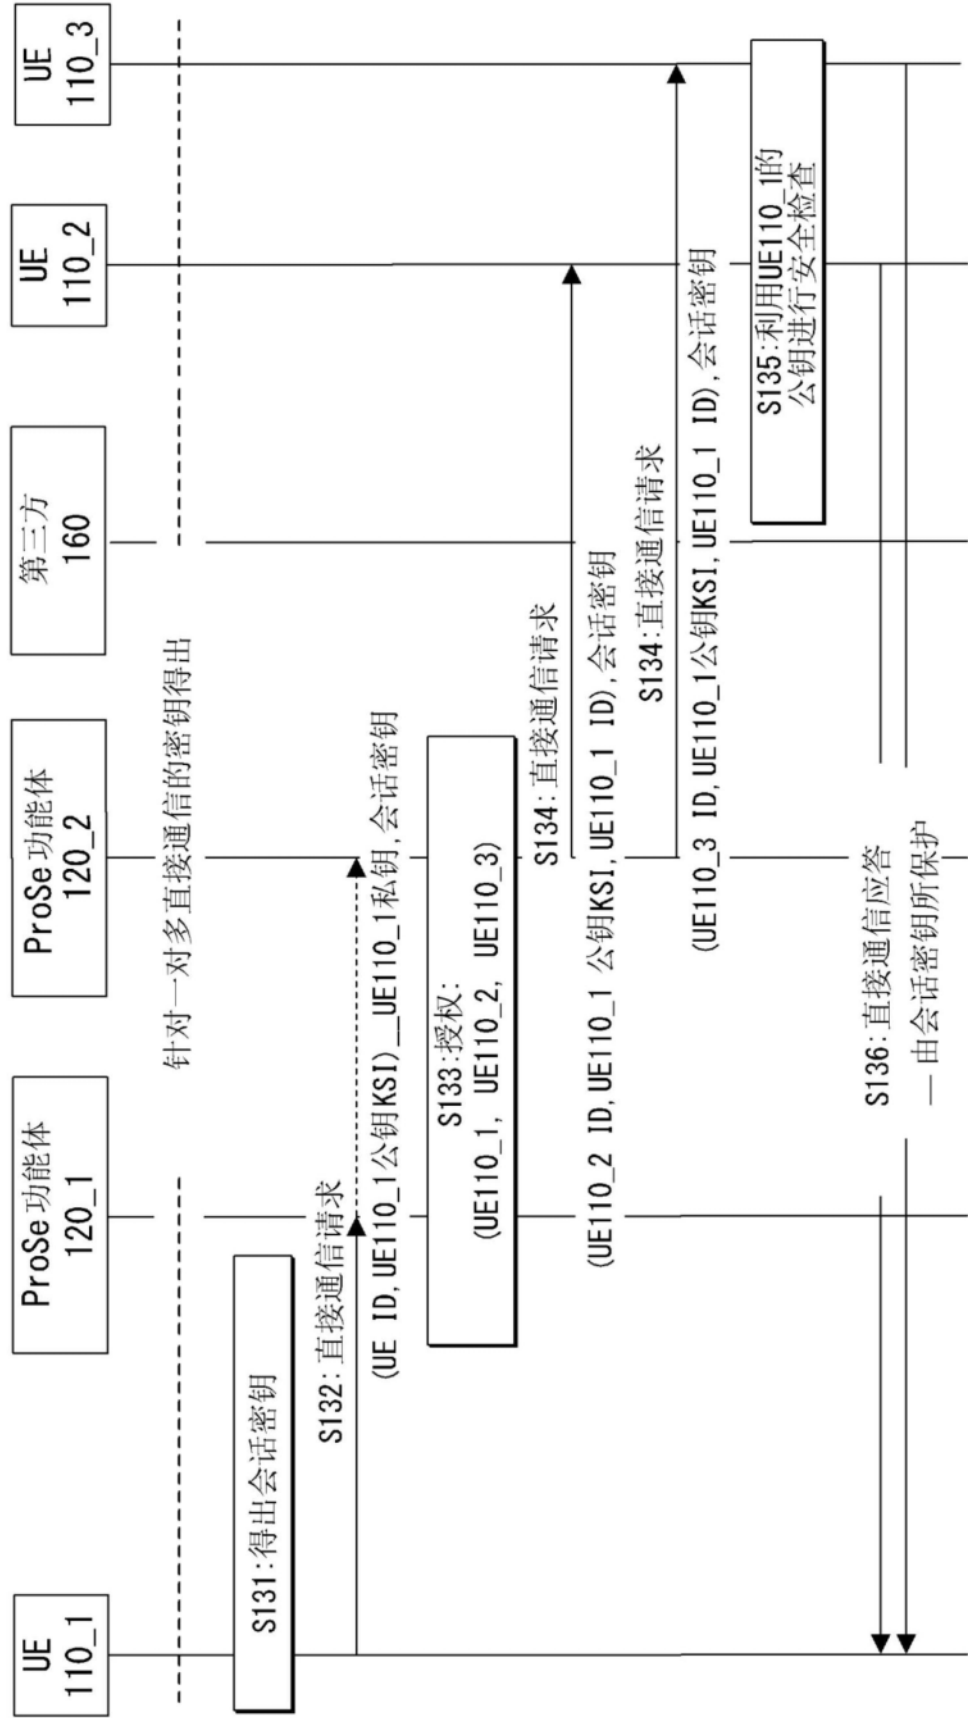 UE
110_1
ProSe 功能体
120_1
ProSe 功能体
120_2
第三方
160
UE
110_2
UE
110_3
针对一对多直接通信的密钥得出
S131:得出会话密钥
S132:直接通信请求
(UE ID,UE110_1公钥KSI)__UE110_1私钥,会话密钥
S133:授权:
(UE110_1, UE110_2, UE110_3)
S134:直接通信请求
(UE110_2 ID,UE110_1 公钥KSI,UE110_1 ID),会话密钥
S134:直接通信请求
(UE110_3 ID,UE110_1公钥KSI,UE110_1 ID),会话密钥
S135:利用UE110_1的
公钥进行安全检查
S136:直接通信应答
— 由会话密钥所保护